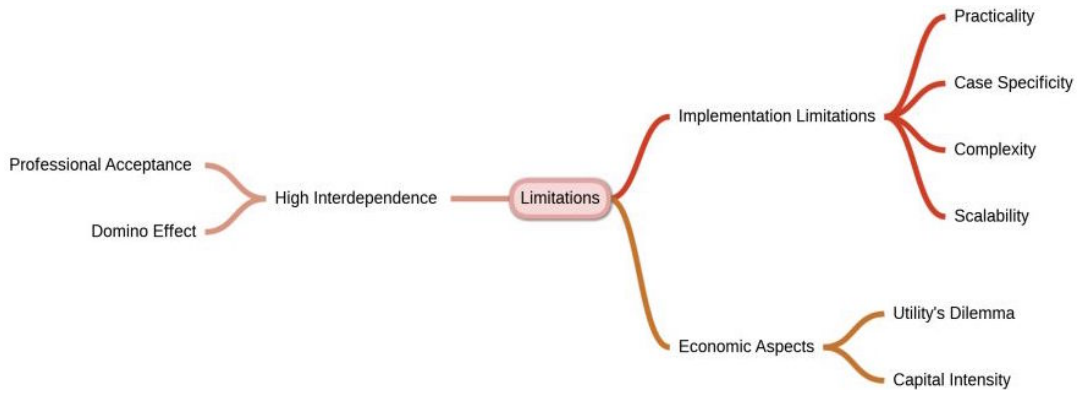 Practicality
Case Specificity
Implementation Limitations
Complexity
Professional Acceptance
High Interdependence
Limitations
Scalability
Domino Effect
Utility's Dilemma
Economic Aspects
Capital Intensity